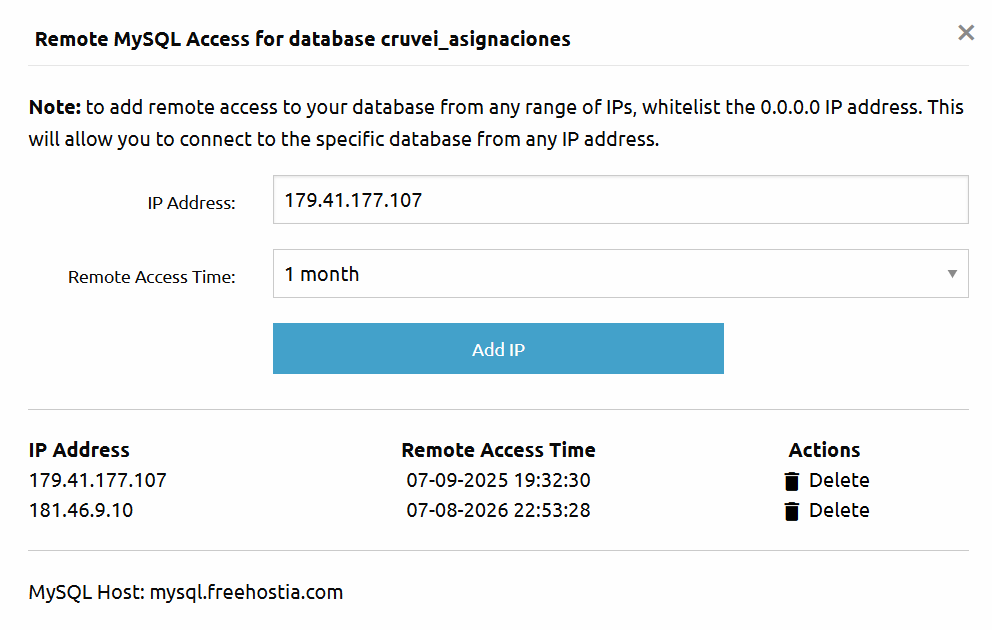 Remote MySQL Access for database cruvei_asignaciones
Note: to add remote access to your database from any range of IPs, whitelist the 0.0.0.0 IP address. This
will allow you to connect to the specific database from any IP address.
IP Address: 179.41.177.107
Remote Access Time: 1 month
Add IP
IP Address Remote Access Time Actions
179.41.177.107 07-09-2025 19:32:30 Delete
181.46.9.10 07-08-2026 22:53:28 Delete
MySQL Host: mysql.freehostia.com